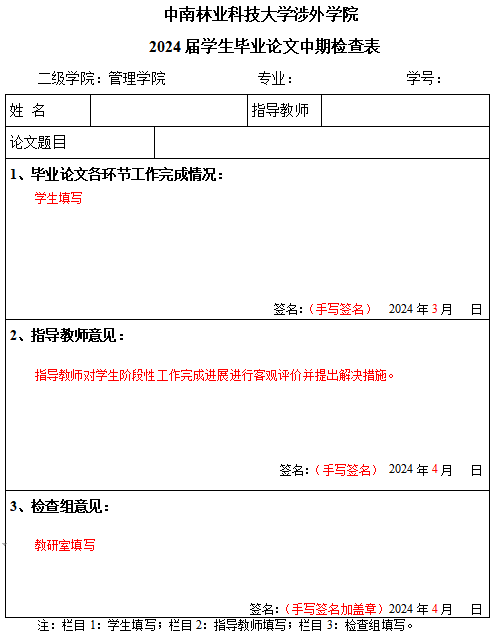 中南林业科技大学涉外学院
2024 届学生毕业论文中期检查表
二级学院：管理学院 专业： 学号：
姓 名 指导教师
论文题目
1、毕业论文各环节工作完成情况：
学生填写
签名：（手写签名） 2024 年 3 月 日
2、指导教师意见：
指导教师对学生阶段性工作完成进展进行客观评价并提出解决措施。
签名：（手写签名） 2024 年 4 月 日
3、检查组意见：
教研室填写
签名：（手写签名加盖章）2024 年 4 月 日
注：栏目 1：学生填写；栏目 2：指导教师填写；栏目 3：检查组填写。